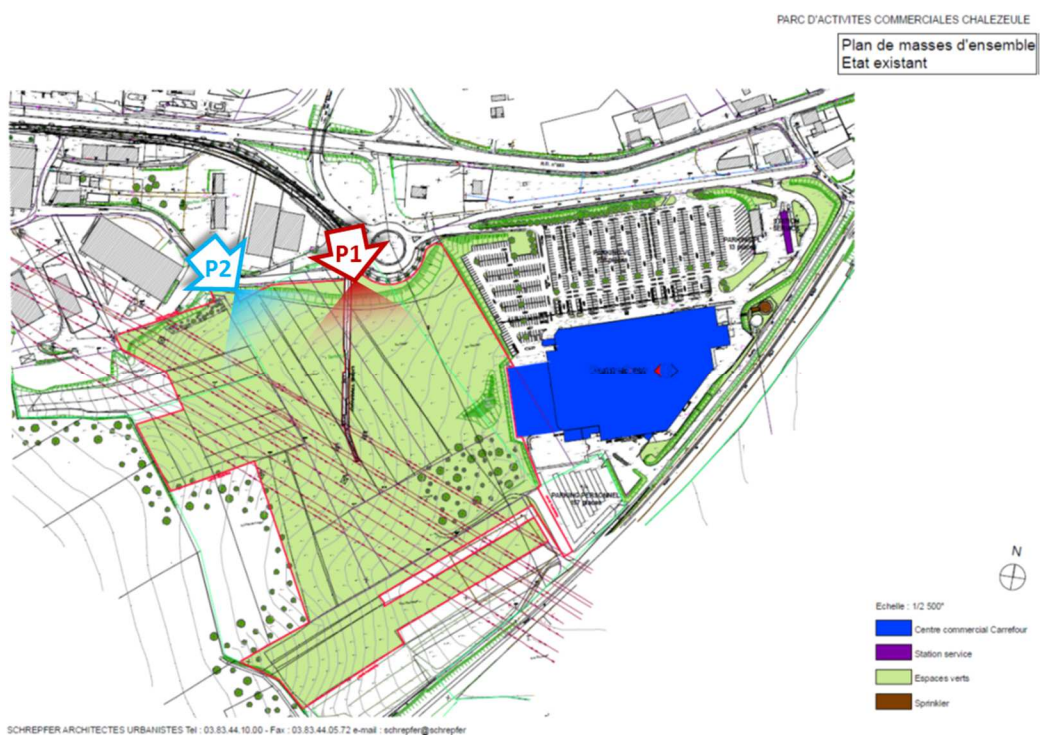 PARC D'ACTIVITES COMMERCIALES CHALEZEULE
Plan de masses d'ensemble
Etat existant
P1
P2
PARKING PERSONNEL
N
Echelle : 1/2 500°
Centre commercial Carrefour
Station service
Espaces verts
Sprinkler
SCHREPFER ARCHITECTES URBANISTES Tel : 03.83.44.10.00 - Fax : 03.83.44.05.72 e-mail : schrepfer@schrepfer